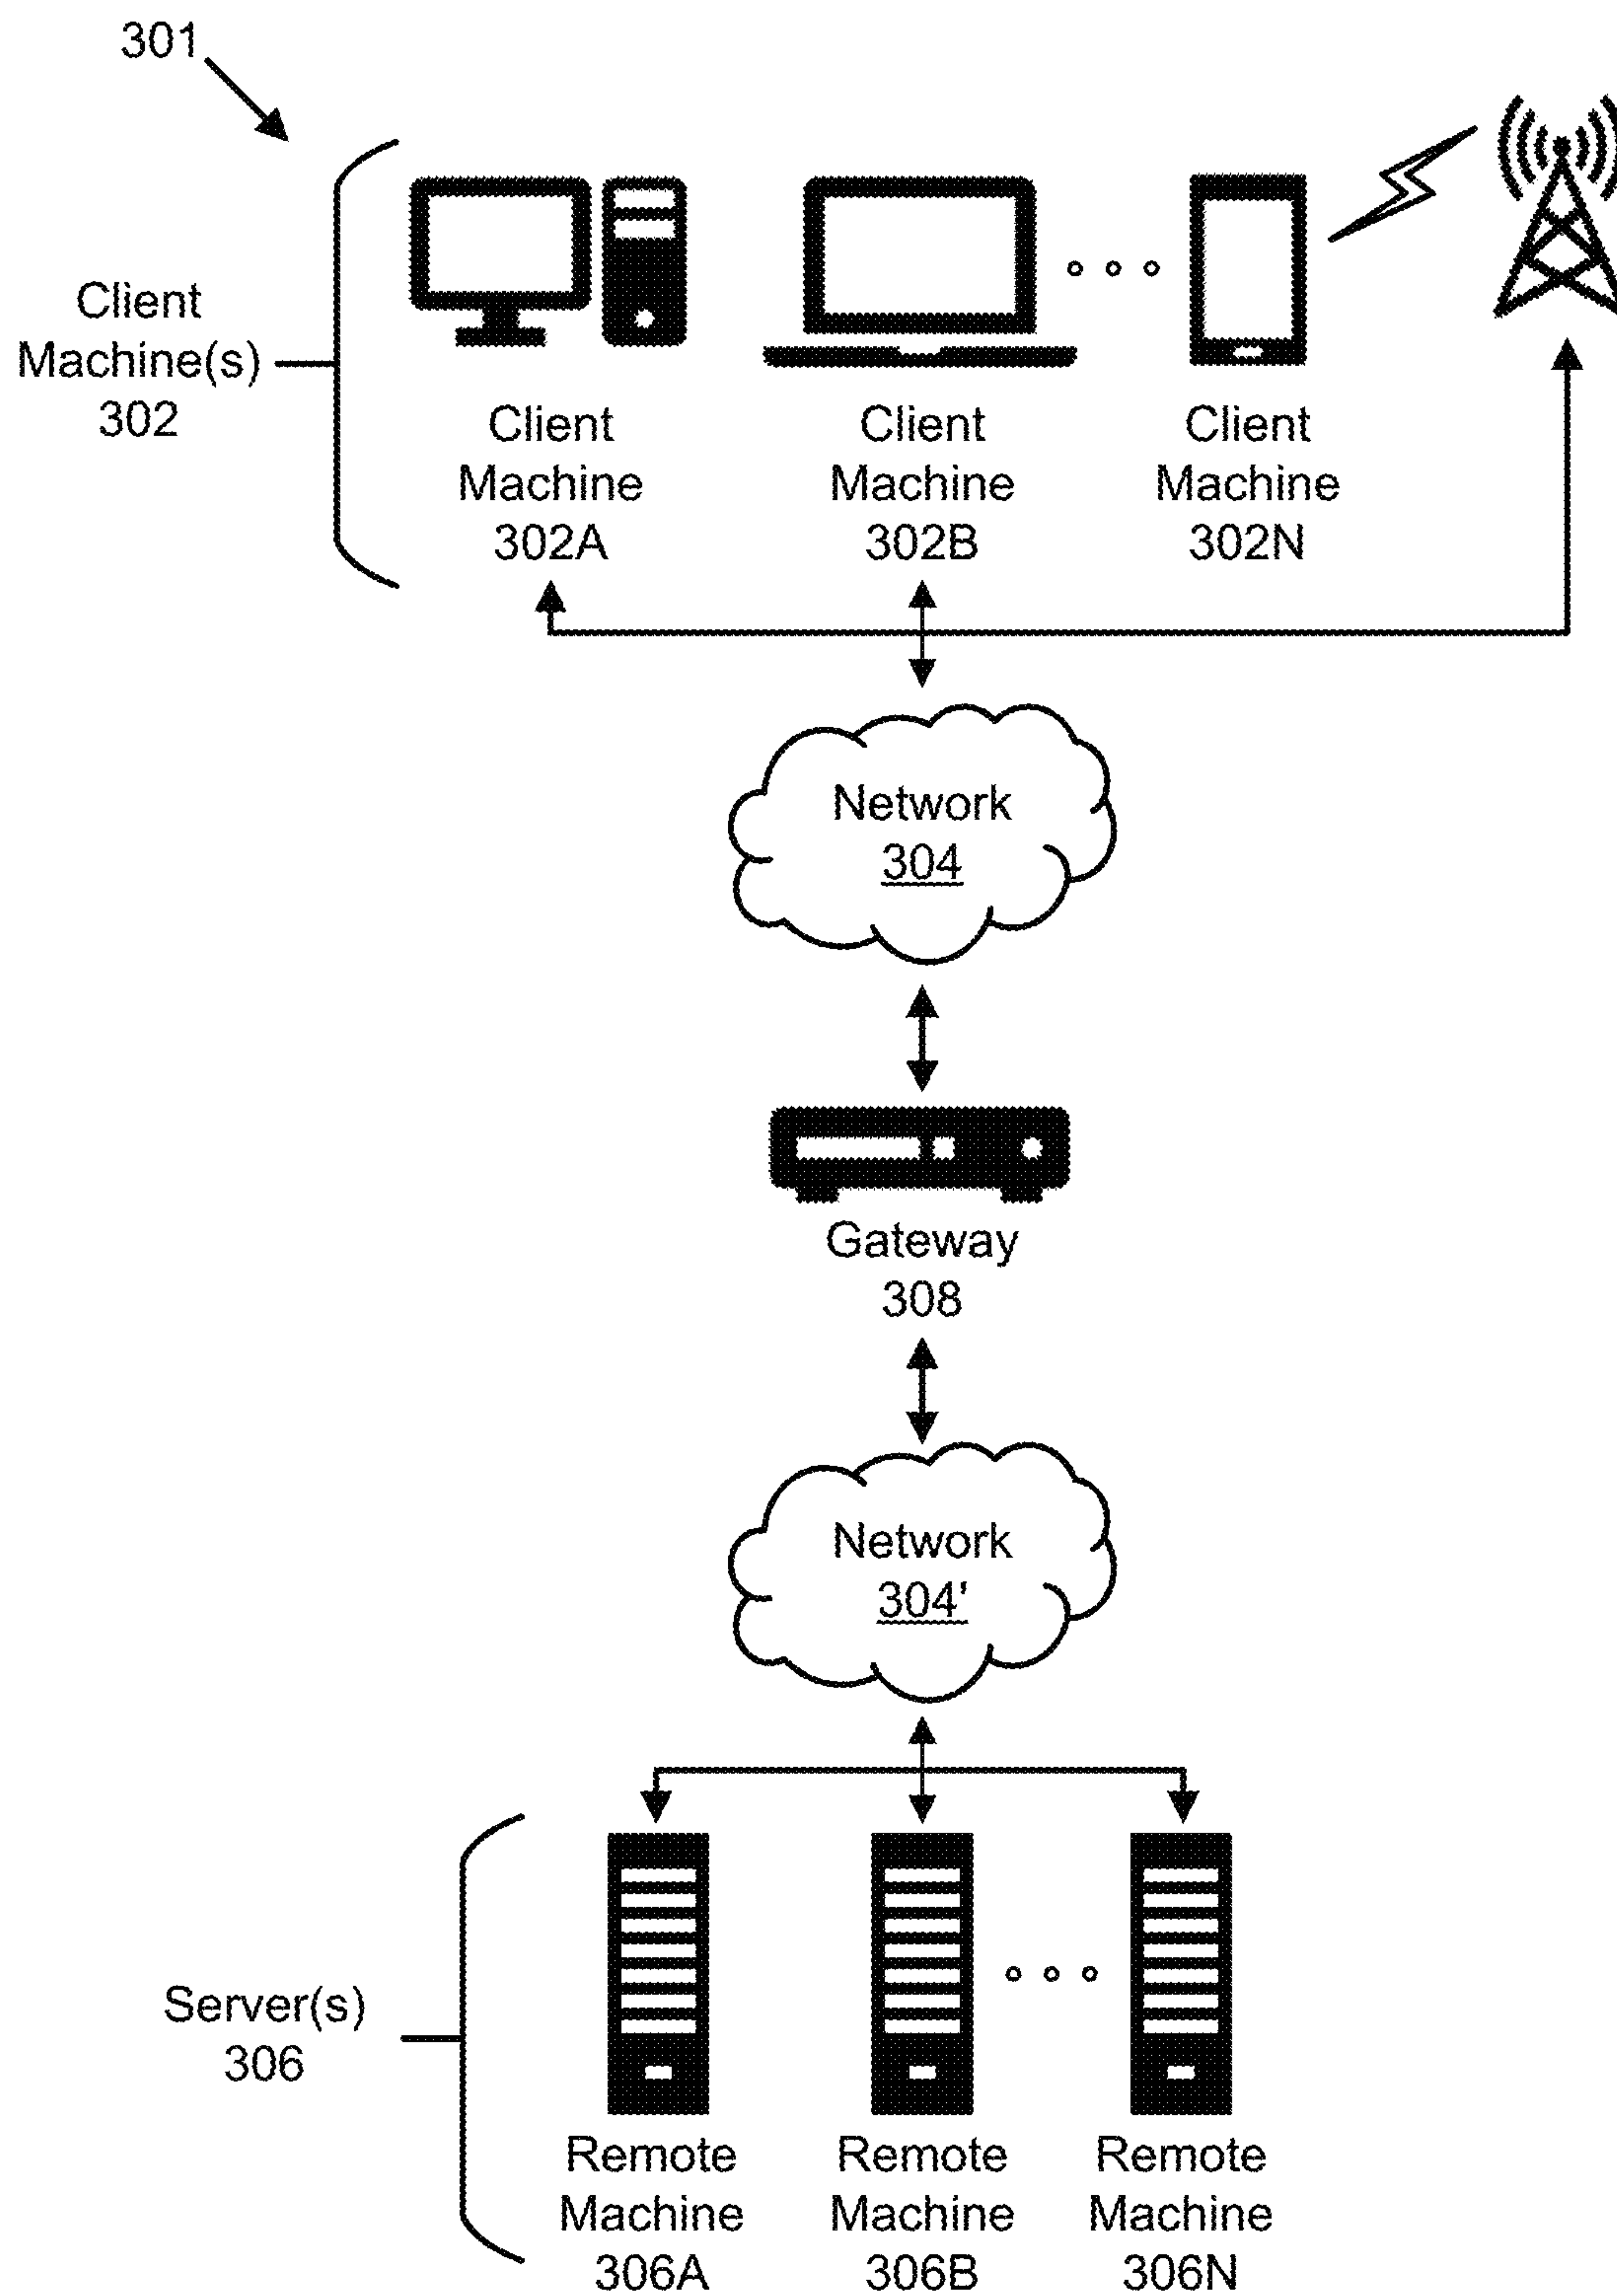 301
Client
Machine(s)
302
Client
Machine
302A
Client
Machine
302B
Client
Machine
302N
Network
304
Gateway
308
Network
304'
Server(s)
306
Remote
Machine
306A
Remote
Machine
306B
Remote
Machine
306N